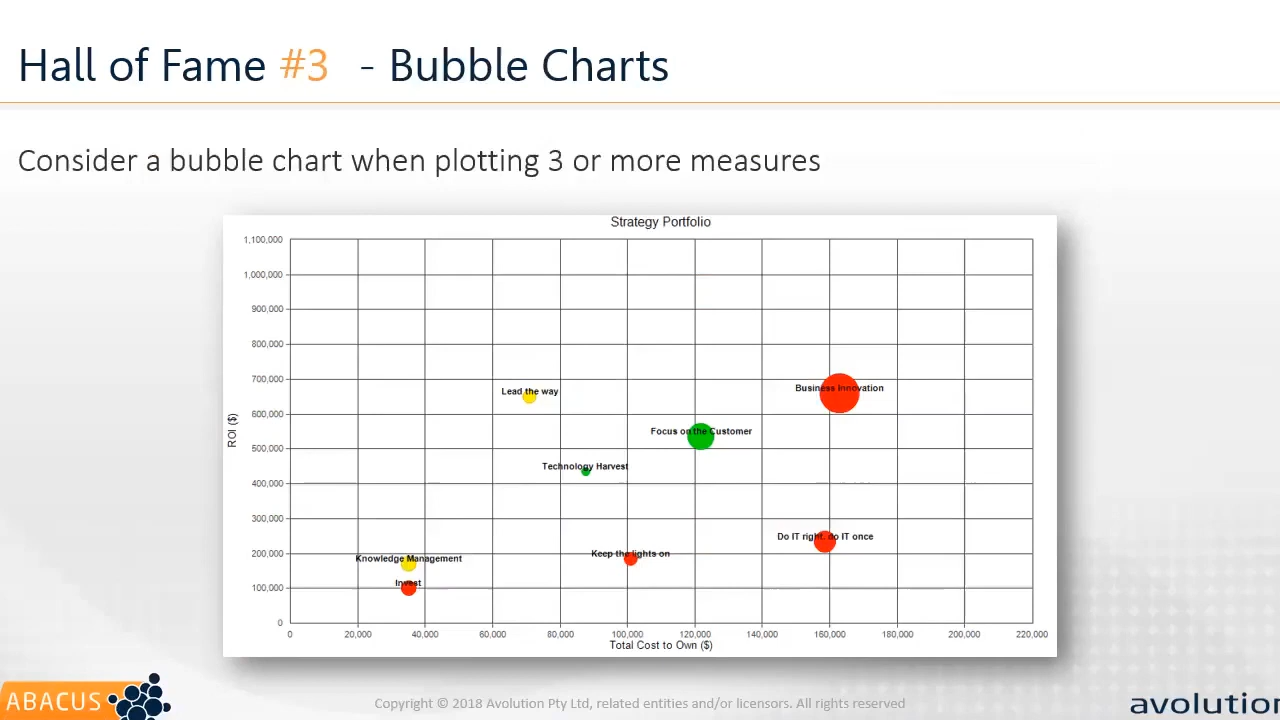 Hall of Fame #3 - Bubble Charts
Consider a bubble chart when plotting 3 or more measures
Strategy Portfolio
1,100,000
1,000,000
900,000
800,000
700,000
600,000
500,000
400,000
300,000
200,000
100,000
0
ROI ($)
Lead the way
Business Innovation
Focus on the Customer
Technology Harvest
Do IT right, do IT once
Keep the lights on
Knowledge Management
Invest
0 20,000 40,000 60,000 80,000 100,000 120,000 140,000 160,000 180,000 200,000 220,000
Total Cost to Own ($)
ABACUS
Copyright © 2018 Avolution Pty Ltd, related entities and/or licensors. All rights reserved
avolution